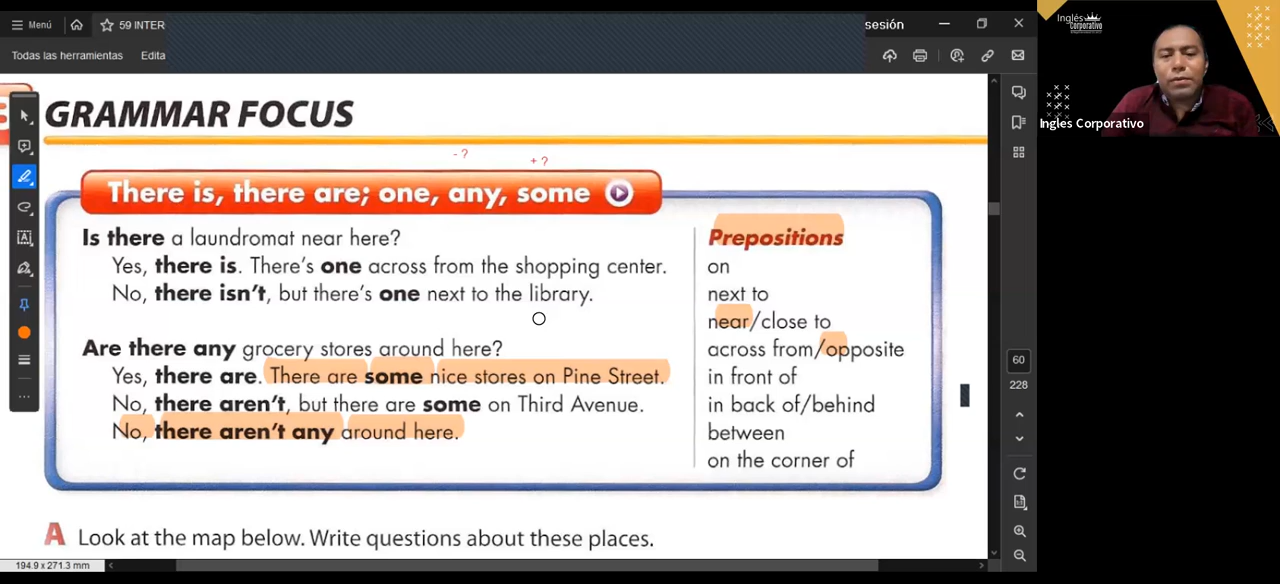 Menú
59 INTER
sesión
Todas las herramientas
Edita
GRAMMAR FOCUS
- ?
+ ?
There is, there are; one, any, some
Is there a laundromat near here?
Yes, there is. There's one across from the shopping center.
No, there isn't, but there's one next to the library.
Are there any grocery stores around here?
Yes, there are. There are some nice stores on Pine Street.
No, there aren't, but there are some on Third Avenue.
No, there aren't any around here.
Prepositions
on
next to
near/close to
across from/opposite
in front of
in back of/behind
between
on the corner of
A Look at the map below. Write questions about these places.
194.9 x 271.3 mm
60
228
Inglés
Corporativo
Ingles Corporativo